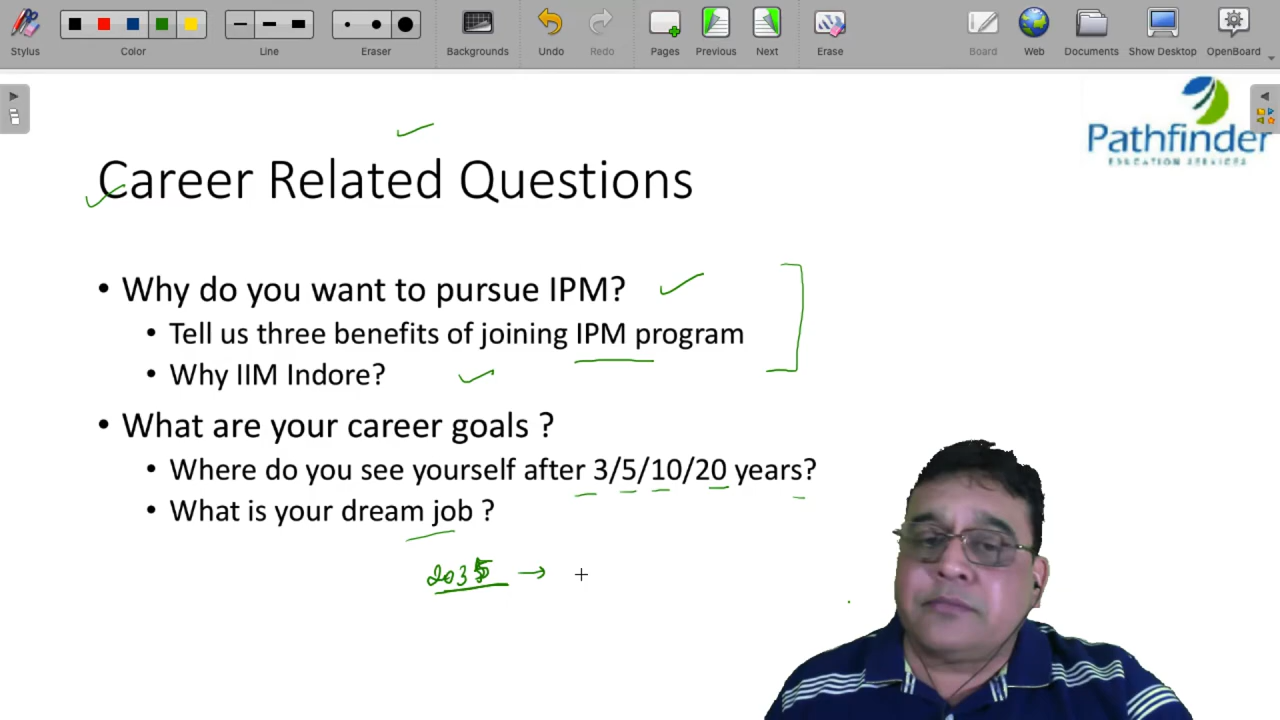 Stylus Color Line Eraser Backgrounds Undo Redo Pages Previous Next Erase Board Web Documents Show Desktop OpenBoard
Pathfinder
EDUCATION SERVICES
Career Related Questions
• Why do you want to pursue IPM?
• Tell us three benefits of joining IPM program
• Why IIM Indore?
• What are your career goals ?
• Where do you see yourself after 3/5/10/20 years?
• What is your dream job ?
2035 →